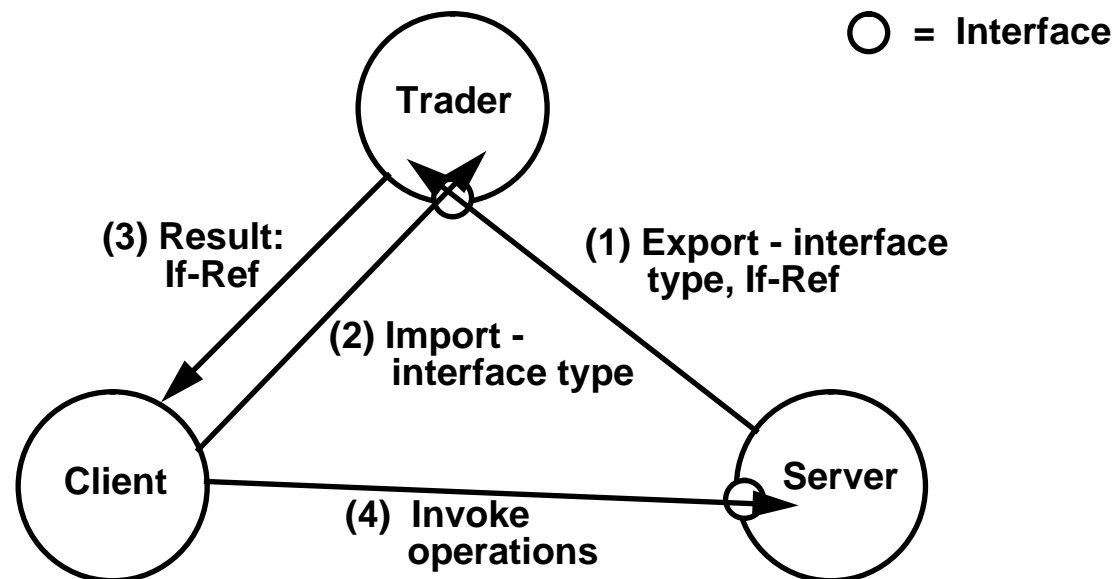 = Interface
Trader
(3) Result:
If-Ref
(1) Export - interface
type, If-Ref
(2) Import -
interface type
Client
Server
(4) Invoke
operations